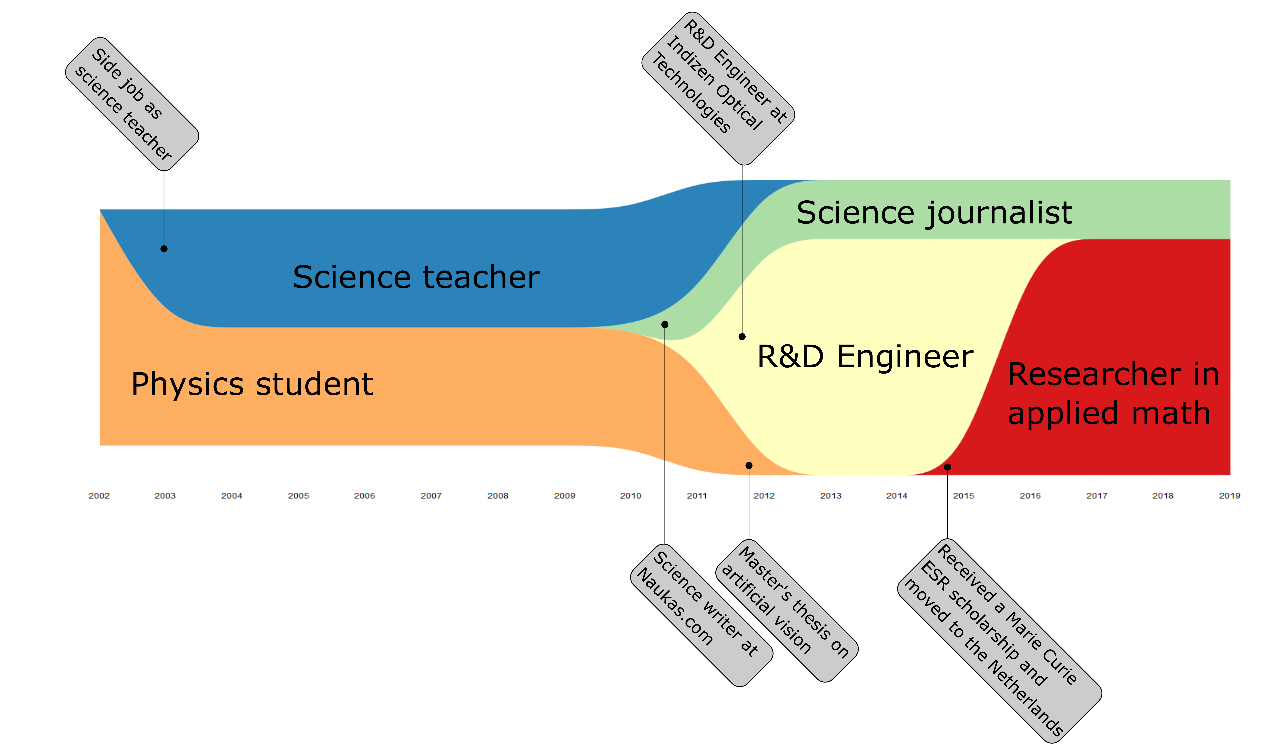 Side job as
science teacher
R&D Engineer at
Indizen Optical
Technologies
Science journalist
Science teacher
R&D Engineer
Physics student
Researcher in
applied math
2002 2003 2004 2005 2006 2007 2008 2009 2010 2011 2012 2013 2014 2015 2016 2017 2018 2019
Science writer at
Naukas.com
Master's thesis on
artificial vision
Received a Marie Curie
ESR scholarship and
moved to the Netherlands